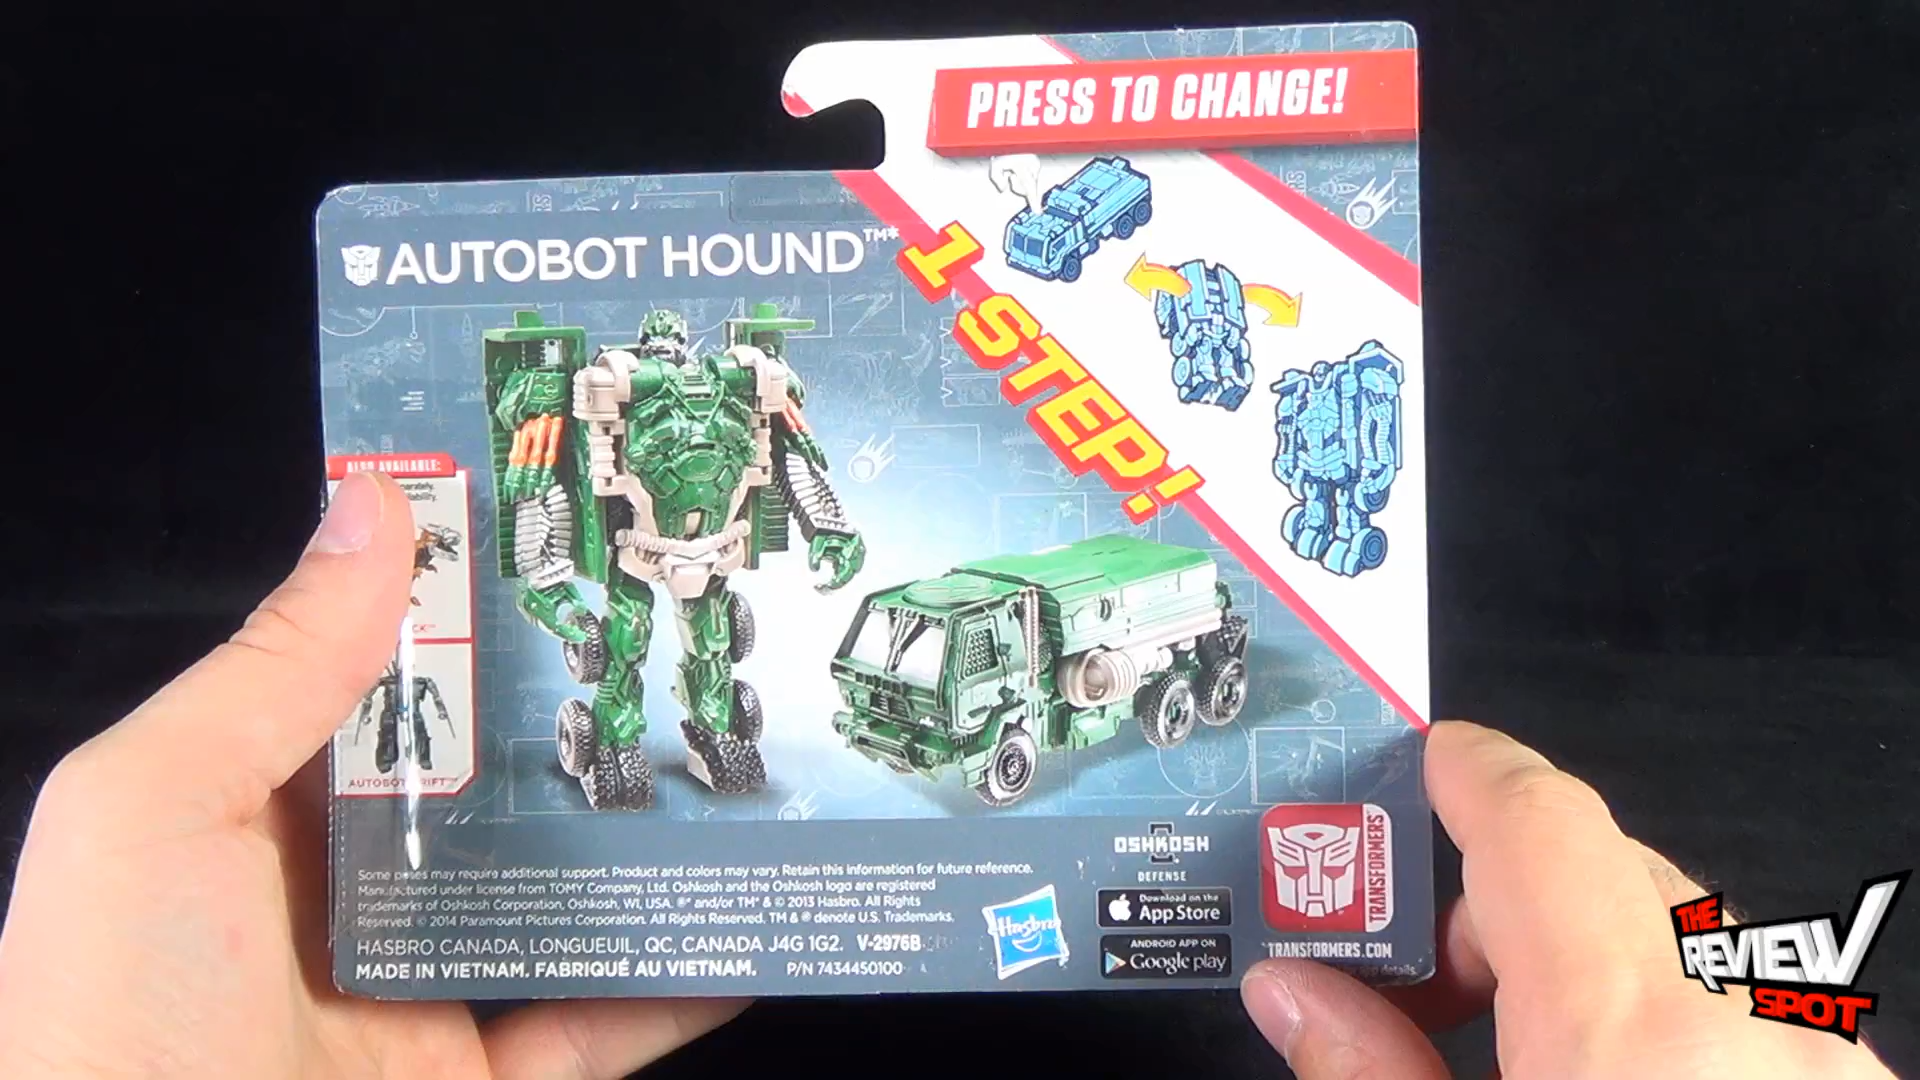 PRESS TO CHANGE!
AUTOBOT HOUND™*
1 STEP!
ALSO AVAILABLE:
AUTOBOT
Some poses may require additional support. Product and colors may vary. Retain this information for future reference.
Manufactured under license from TOMY Company, Ltd. Oshkosh and the Oshkosh logo are registered
trademarks of Oshkosh Corporation, Oshkosh, WI, USA. ®* and/or TM* & © 2013 Hasbro. All Rights
Reserved. © 2014 Paramount Pictures Corporation. All Rights Reserved. TM & ® denote U.S. Trademarks.
HASBRO CANADA, LONGUEUIL, QC, CANADA J4G 1G2. V-2976B
MADE IN VIETNAM. FABRIQUÉ AU VIETNAM. P/N 7434450100
Hasbro
OSHKOSH
DEFENSE
Download on the
App Store
ANDROID APP ON
Google play
TRANSFORMERS
TRANSFORMERS.COM
app details.
THE
REVIEW
SPOT